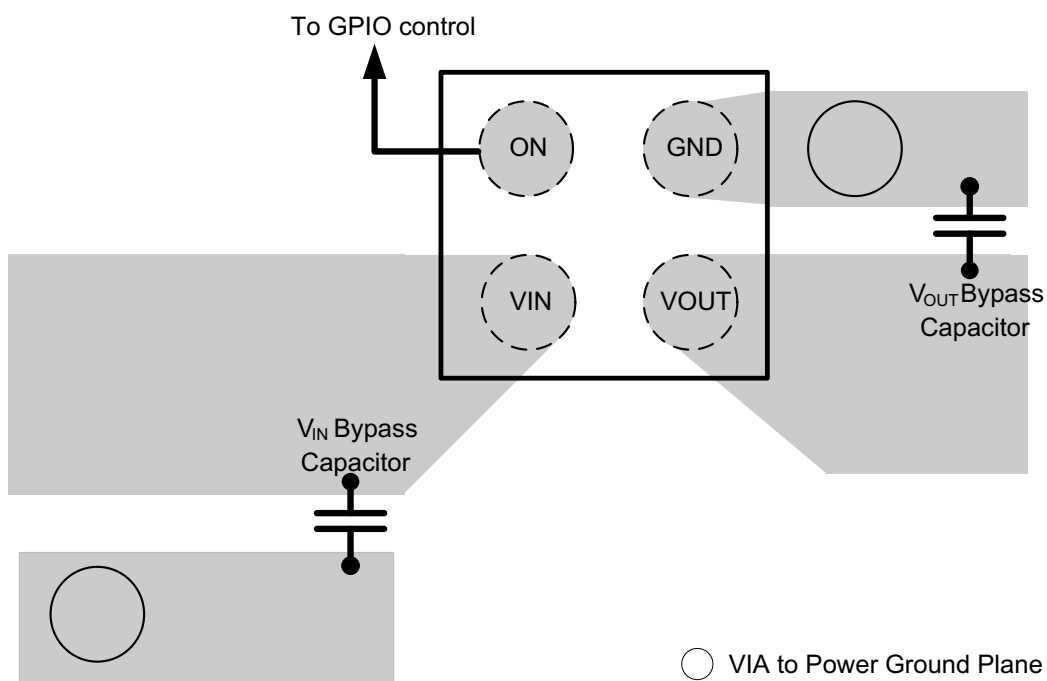 To GPIO control
ON
GND
VIN
VOUT
VOUT Bypass
Capacitor
VIN Bypass
Capacitor
VIA to Power Ground Plane